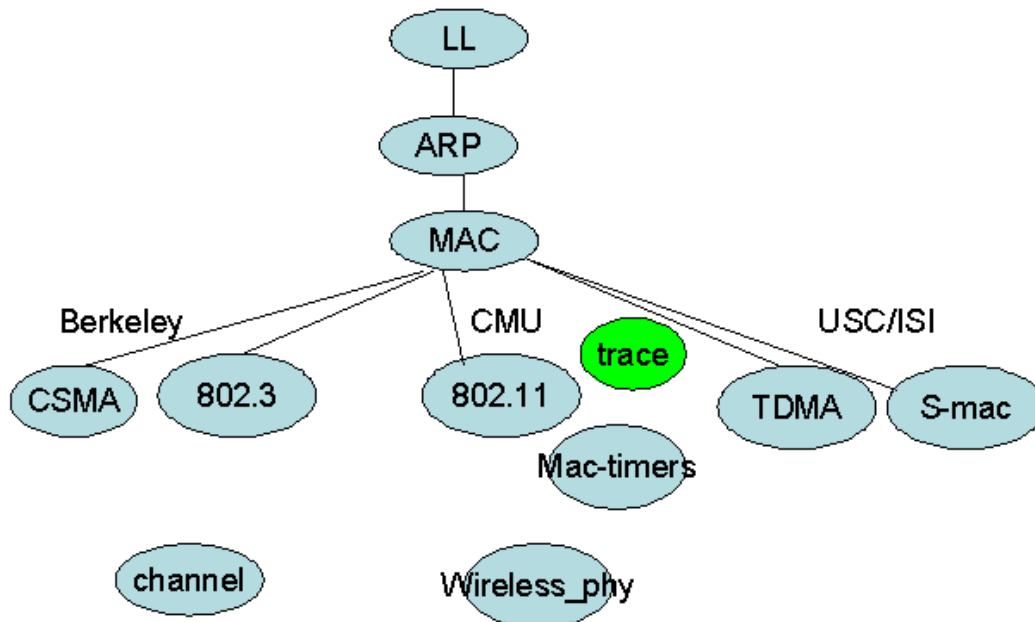 LL
ARP
MAC
Berkeley
CMU
USC/ISI
trace
CSMA
802.3
802.11
TDMA
S-mac
Mac-timers
channel
Wireless_phy